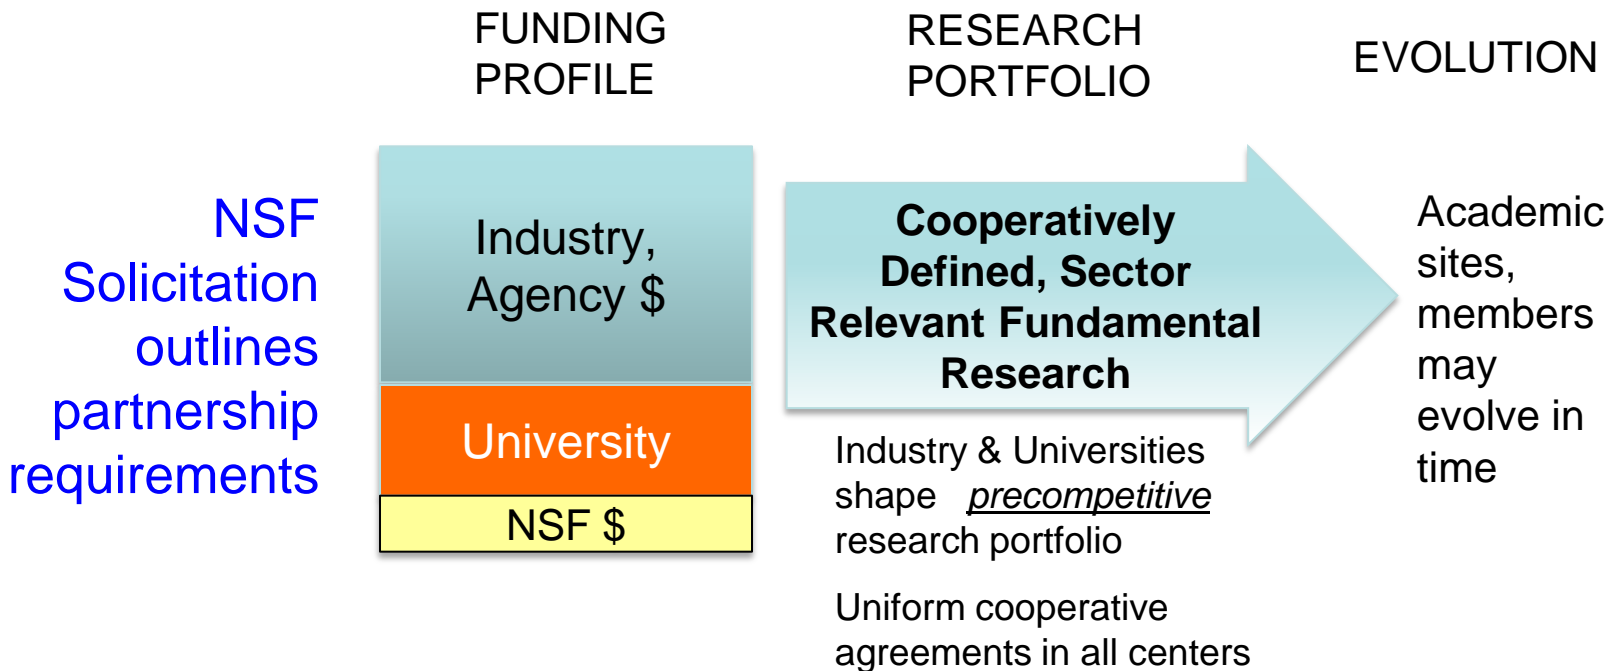 FUNDING
PROFILE
RESEARCH
PORTFOLIO
EVOLUTION
NSF
Solicitation
outlines
partnership
requirements
Industry,
Agency $
University
NSF $
Cooperatively
Defined, Sector
Relevant Fundamental
Research
Industry & Universities
shape precompetitive
research portfolio
Uniform cooperative
agreements in all centers
Academic
sites,
members
may
evolve in
time